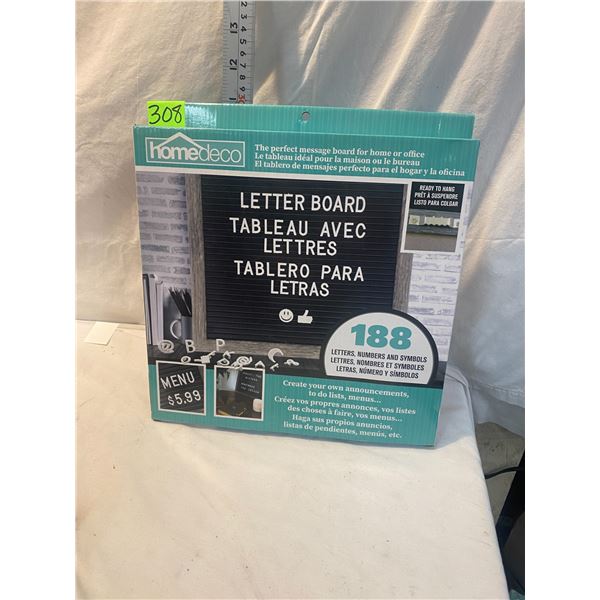 13
12
11
308
homedeco
The perfect message board for home or office
Le tableau idéal pour la maison ou le bureau
El tablero de mensajes perfecto para el hogar y la oficina
READY TO HANG
PRÊT À SUSPENDRE
LISTO PARA COLGAR
LETTER BOARD
TABLEAU AVEC
LETTRES
TABLERO PARA
LETRAS
188
LETTERS, NUMBERS AND SYMBOLS
LETTRES, NOMBRES ET SYMBOLES
LETRAS, NÚMERO Y SÍMBOLOS
B P
MENU
$5.99
Create your own announcements,
to do lists, menus...
Créez vos propres annonces, vos listes
des choses à faire, vos menus...
Haga sus propios anuncios,
listas de pendientes, menús, etc.